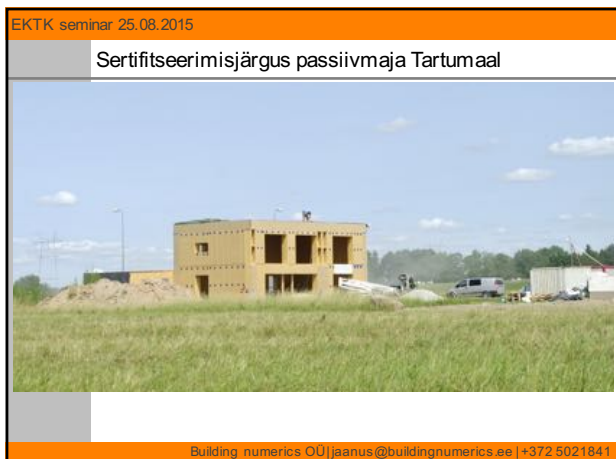 EKTK seminar 25.08.2015
Sertifitseerimisjärgus passiivmaja Tartumaal
Building numerics OÜ|jaanus@buildingnumerics.ee|+372 5021841